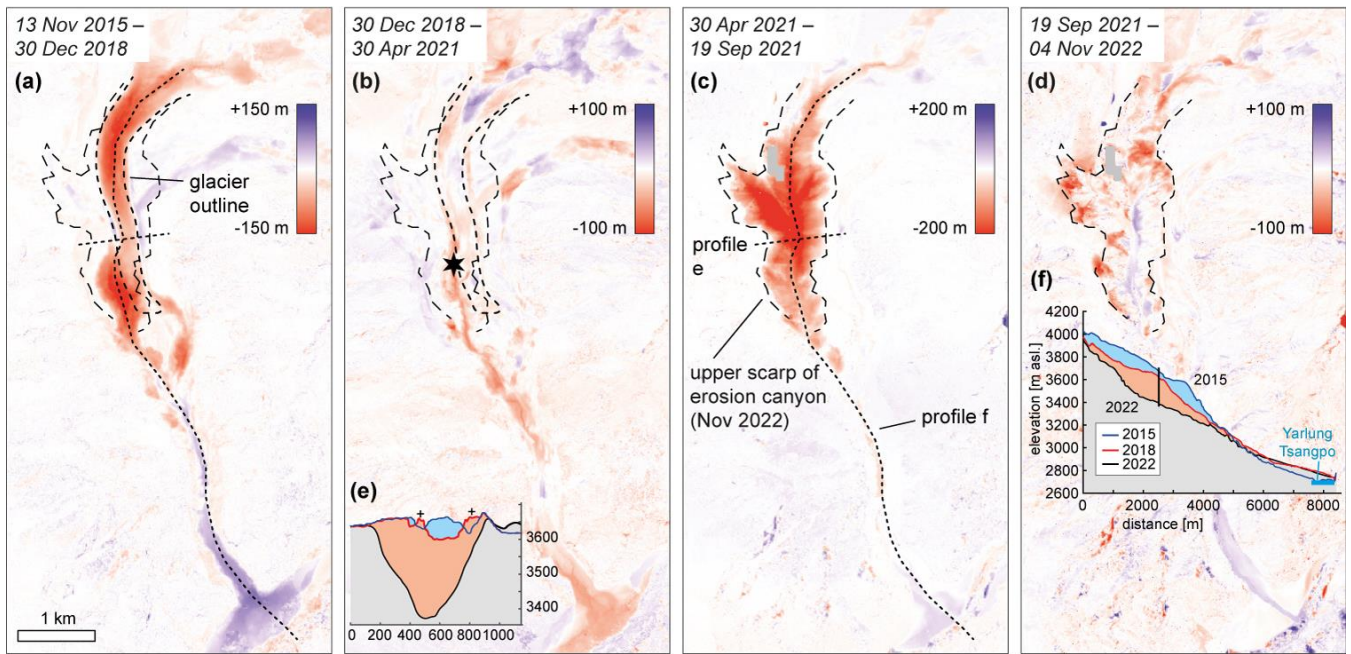 13 Nov 2015 –
30 Dec 2018
(a)
+150 m
-150 m
glacier
outline
1 km
30 Dec 2018 –
30 Apr 2021
(b)
+100 m
-100 m
(e)
+ +
3600
3500
3400
0 200 400 600 800 1000
30 Apr 2021 –
19 Sep 2021
(c)
+200 m
-200 m
profile
e
upper scarp of
erosion canyon
(Nov 2022)
profile f
19 Sep 2021 –
04 Nov 2022
(d)
+100 m
-100 m
(f)
elevation [m asl.]
4200
4000
3800
3600
3400
3200
3000
2800
2600
2015
2022
2015
2018
2022
Yarlung
Tsangpo
0 2000 4000 6000 8000
distance [m]